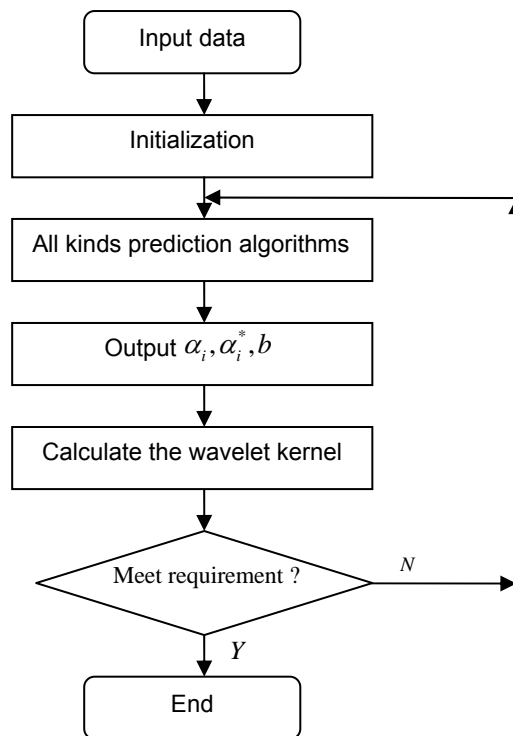 Input data
Initialization
All kinds prediction algorithms
Output αᵢ, αᵢ*, b
Calculate the wavelet kernel
Meet requirement ?
N
Y
End